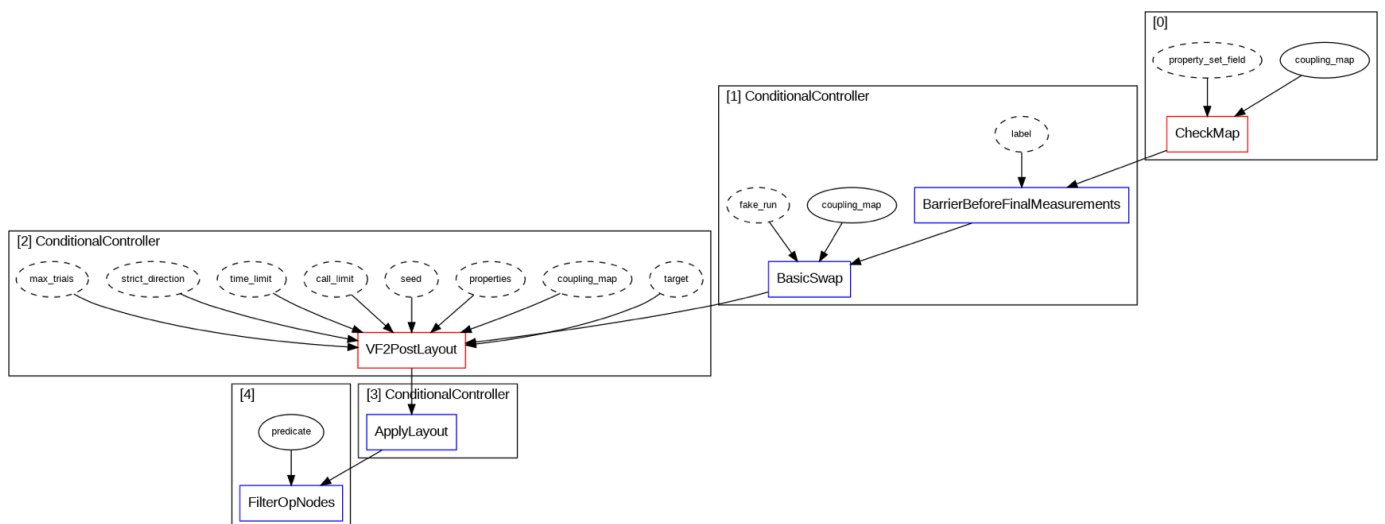 [0]
property_set_field
coupling_map
CheckMap
[1] ConditionalController
label
fake_run
coupling_map
BarrierBeforeFinalMeasurements
BasicSwap
[2] ConditionalController
max_trials
strict_direction
time_limit
call_limit
seed
properties
coupling_map
target
VF2PostLayout
[3] ConditionalController
ApplyLayout
[4]
predicate
FilterOpNodes